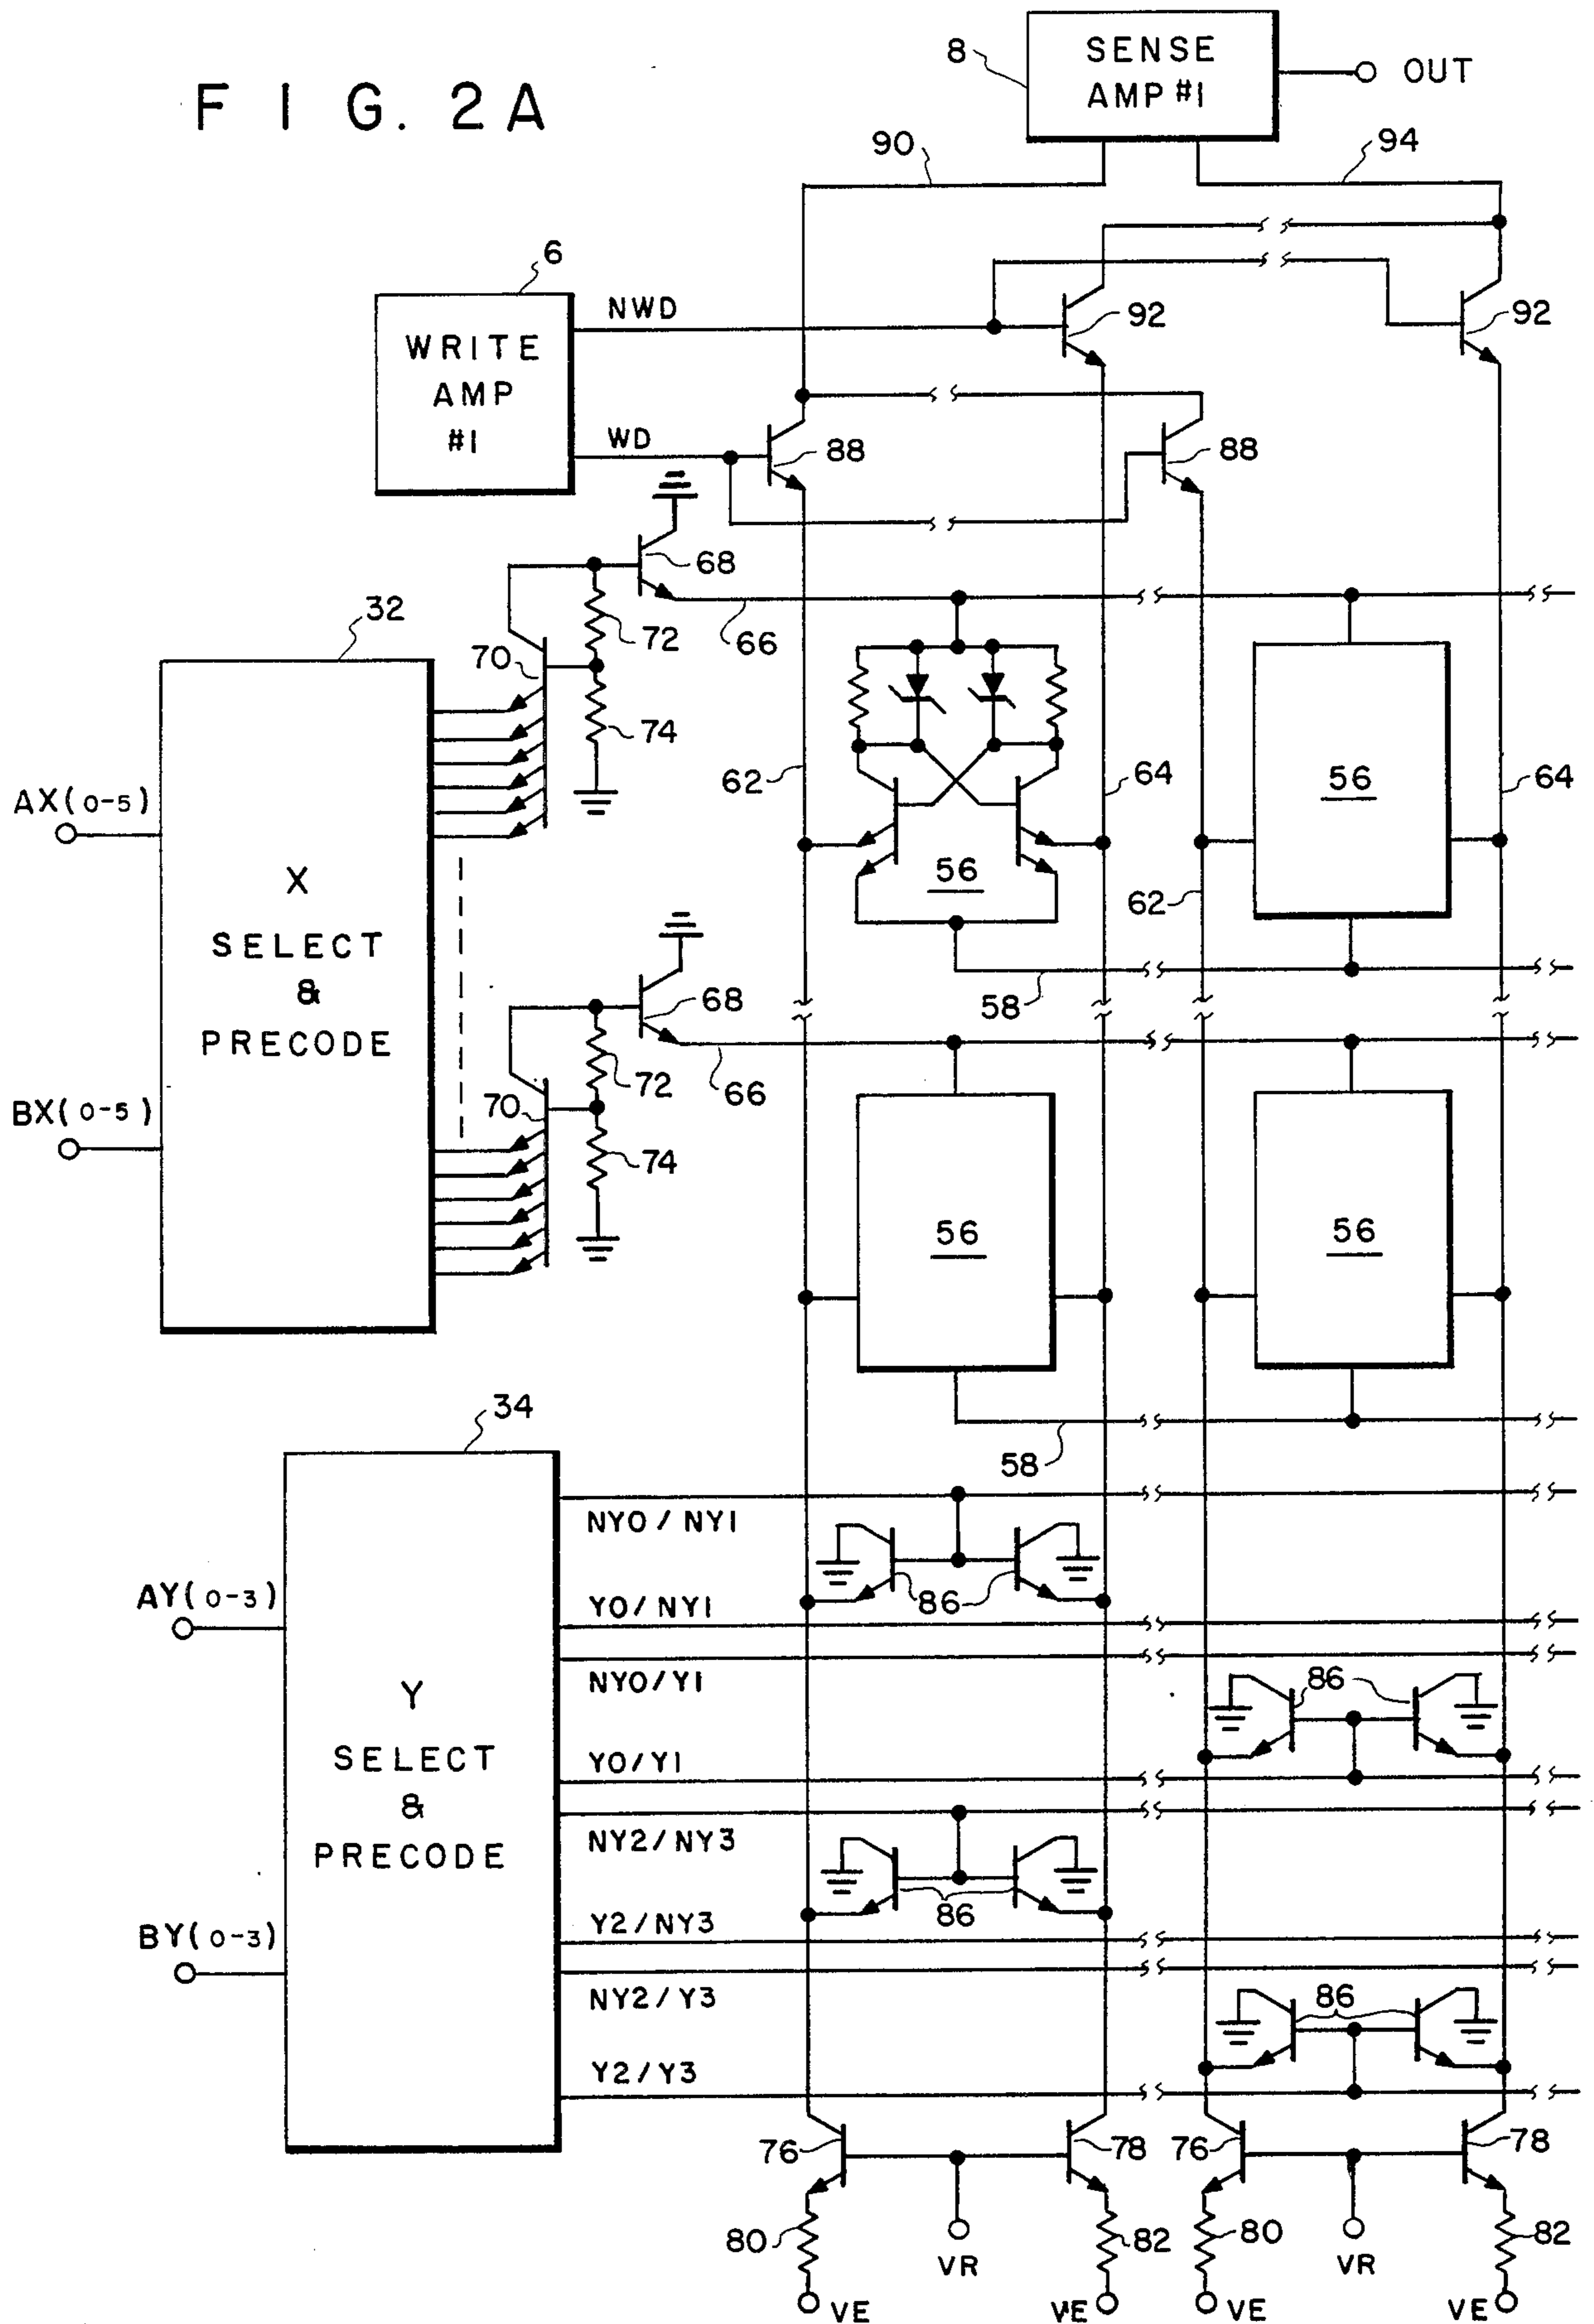 FIG. 2A
8
SENSE
AMP #1
OUT
90
94
6
WRITE
AMP
#1
NWD
WD
92
92
88
88
68
66
72
70
74
32
X
SELECT
&
PRECODE
AX(0-5)
BX(0-5)
62
64
56
56
62
64
58
68
66
72
70
74
56
56
58
34
Y
SELECT
&
PRECODE
AY(0-3)
BY(0-3)
NY0/NY1
86
Y0/NY1
NY0/Y1
86
Y0/Y1
NY2/NY3
86
Y2/NY3
NY2/Y3
86
Y2/Y3
76
78
76
78
80
82
80
82
VR
VR
VE
VE
VE